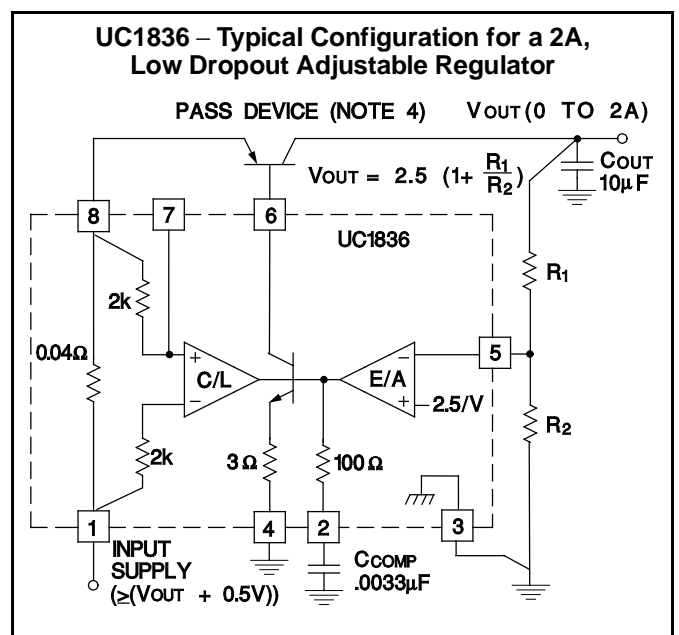 UC1836 – Typical Configuration for a 2A,
Low Dropout Adjustable Regulator
PASS DEVICE (NOTE 4)
VOUT (0 TO 2A)
VOUT = 2.5 (1+ R1/R2)
COUT
10µF
8
7
6
UC1836
R1
2k
0.04Ω
+
C/L
−
−
E/A
+
2.5/V
5
R2
2k
3Ω
100Ω
1
4
2
3
INPUT
SUPPLY
(≥(VOUT + 0.5V))
CCOMP
.0033µF